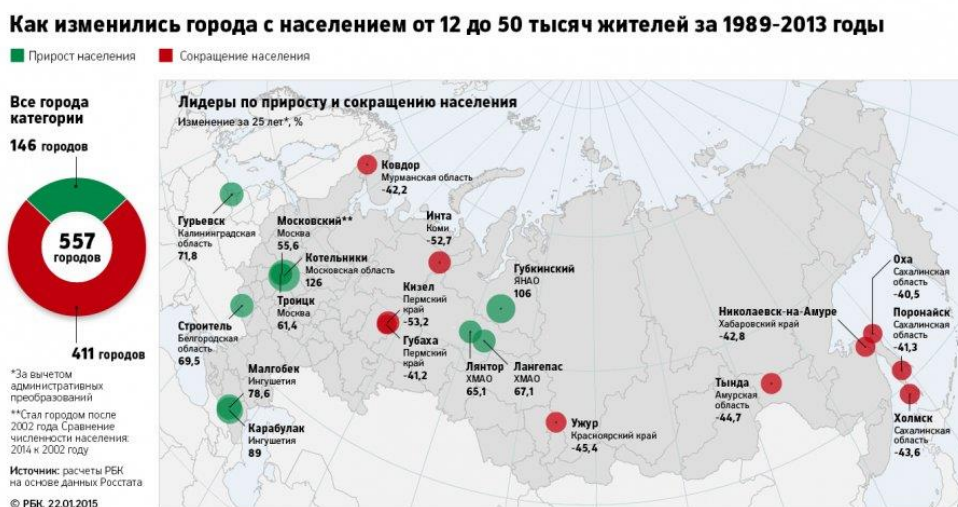 Как изменились города с населением от 12 до 50 тысяч жителей за 1989-2013 годы
Прирост населения
Сокращение населения
Все города
категории
146 городов
557
городов
411 городов
*За вычетом
административных
преобразований
**Стал городом после
2002 года Сравнение
численности населения:
2014 к 2002 году
Источник: расчеты РБК
на основе данных Росстата
© РБК, 22.01.2015
Лидеры по приросту и сокращению населения
Изменение за 25 лет*, %
Ковдор
Мурманская область
-42,2
Гурьевск
Калининградская
область
71,8
Московский**
Москва
55,6
Котельники
Московская область
126
Троицк
Москва
61,4
Строитель
Белгородская
область
69,5
Малгобек
Ингушетия
78,6
Карабулак
Ингушетия
89
Инта
Коми
-52,7
Кизел
Пермский
край
-53,2
Губаха
Пермский
край
-41,2
Губкинский
ЯНАО
106
Лянтор
ХМАО
65,1
Лангепас
ХМАО
67,1
Ужур
Красноярский край
-45,4
Тында
Амурская
область
-44,7
Николаевск-на-Амуре
Хабаровский край
-42,8
Оха
Сахалинская
область
-40,5
Поронайск
Сахалинская
область
-41,3
Холмск
Сахалинская
область
-43,6